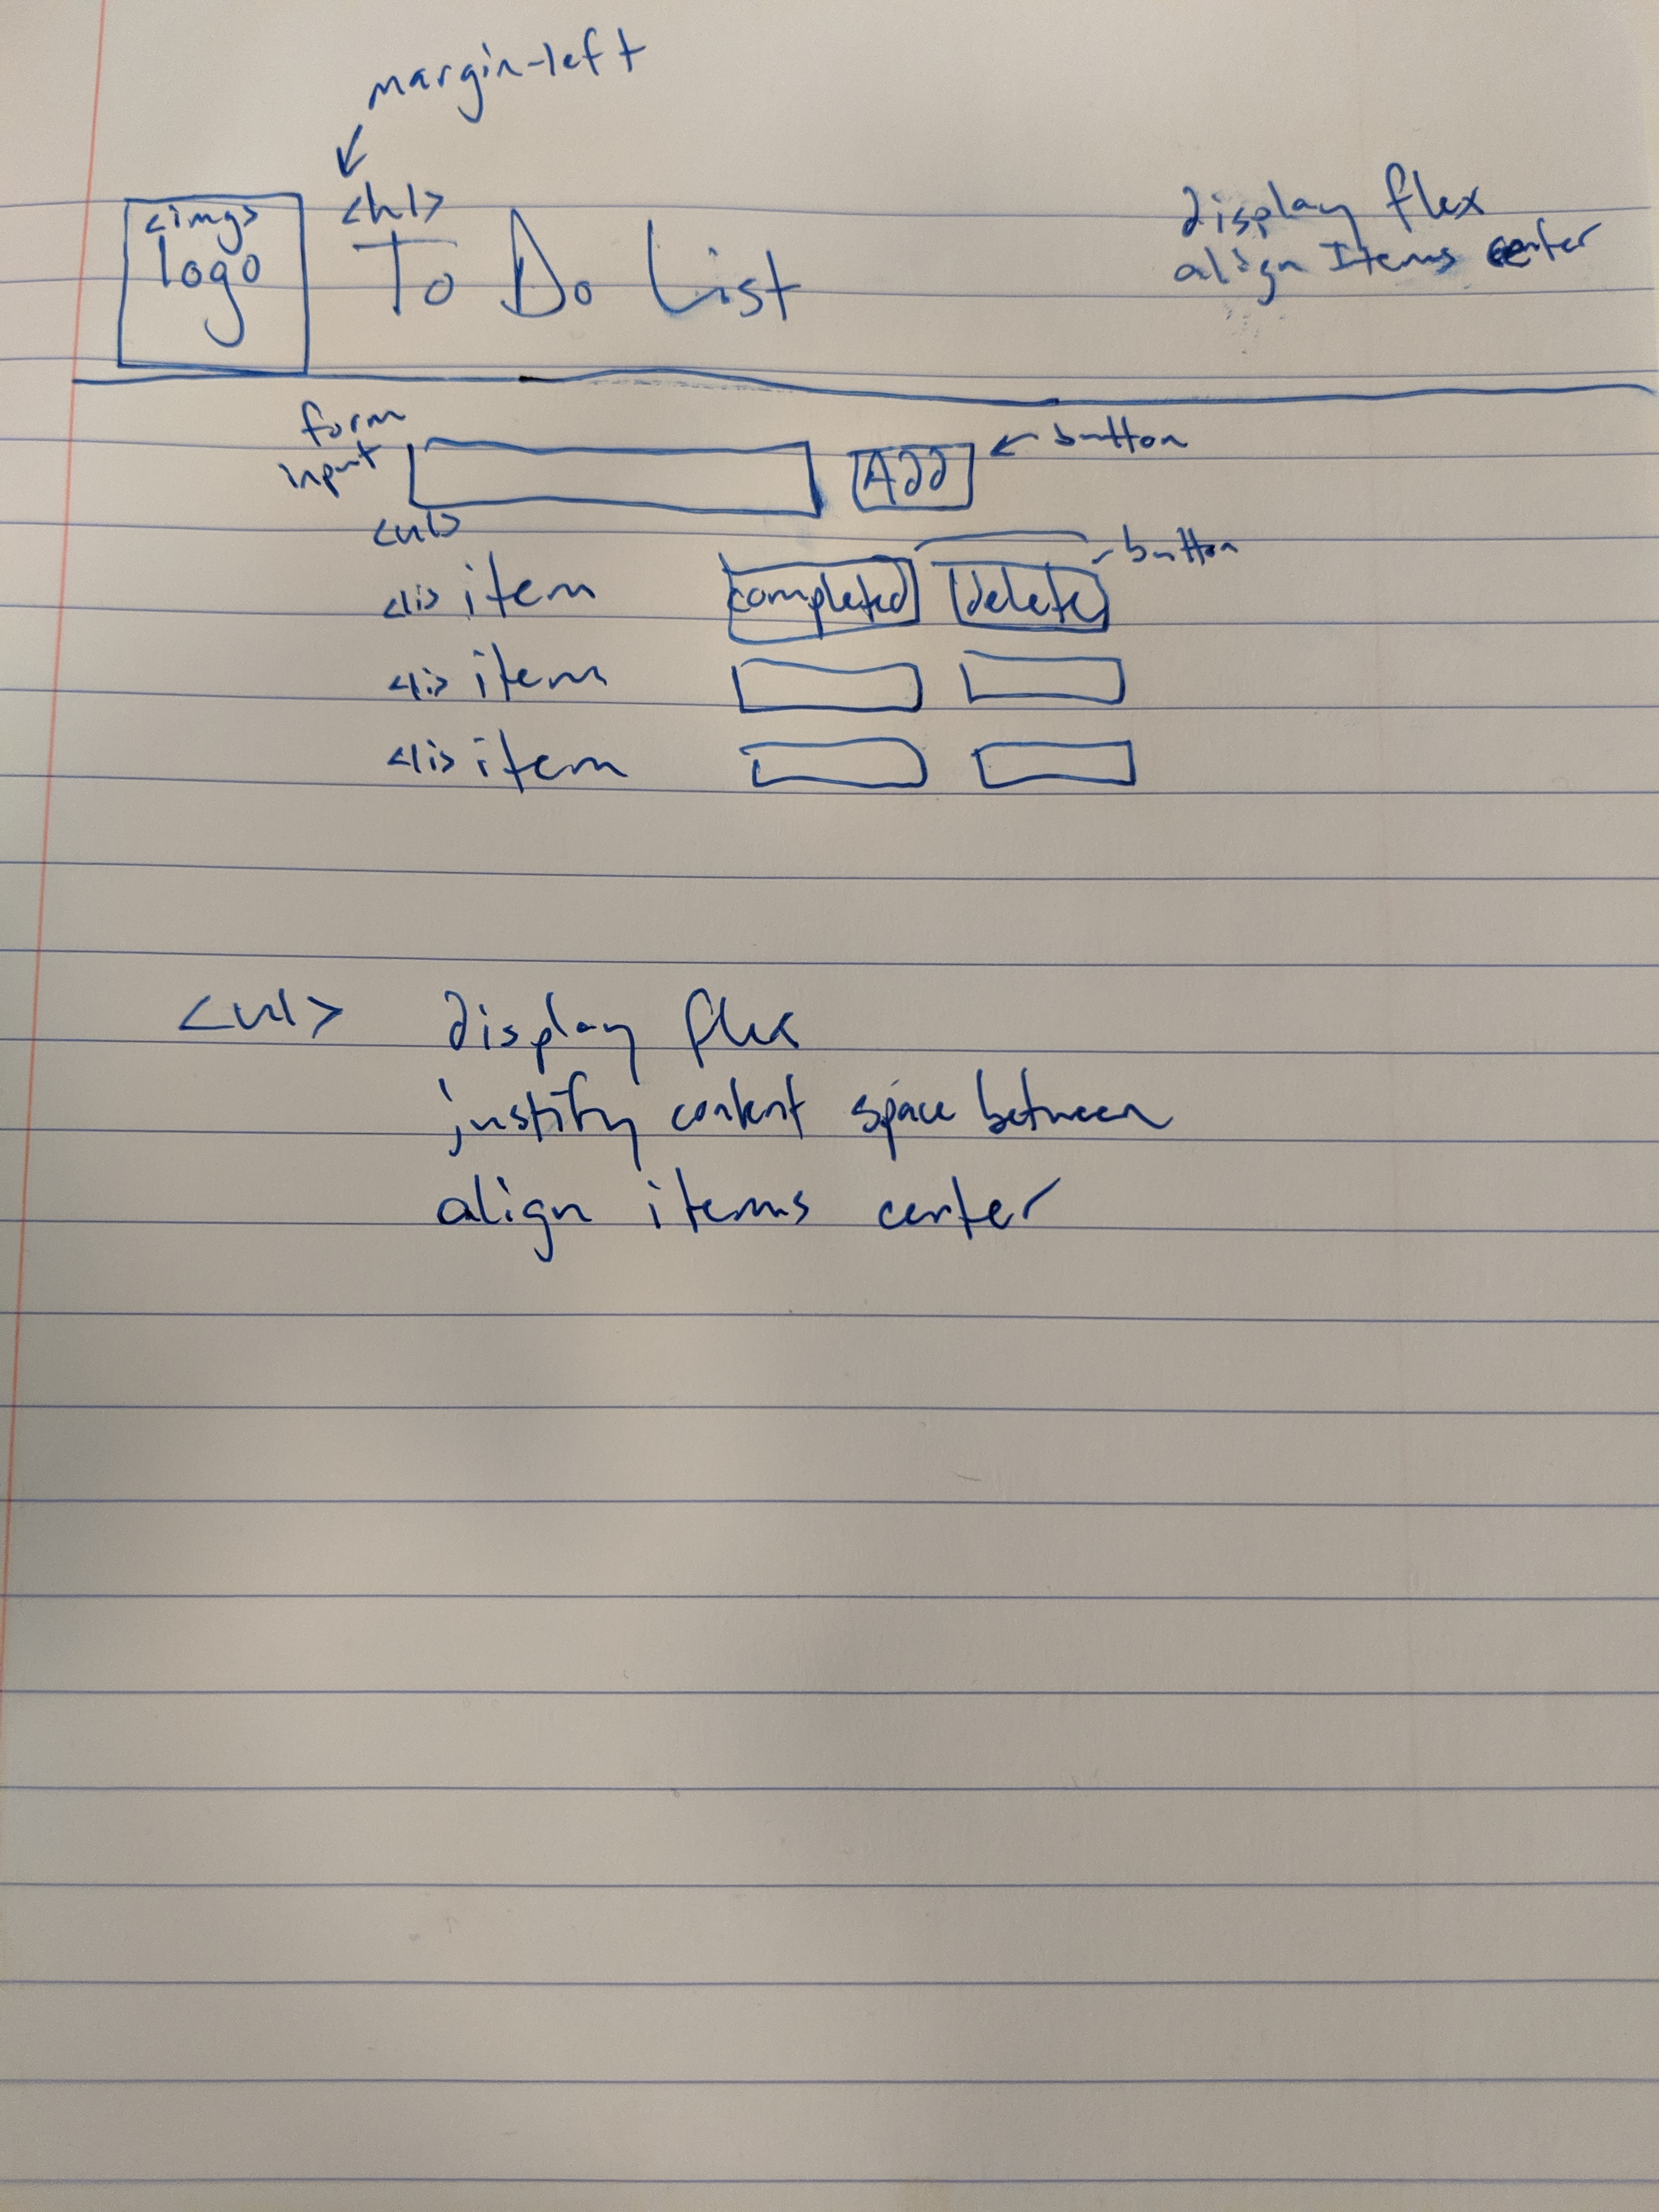 margin-left
<img> <h1>
logo To Do List
display flex
align Items center
form
input
Add
button
<ul>
<li> item completed delete button
<li> item
<li> item
<ul> display flex
justify content space between
align items center